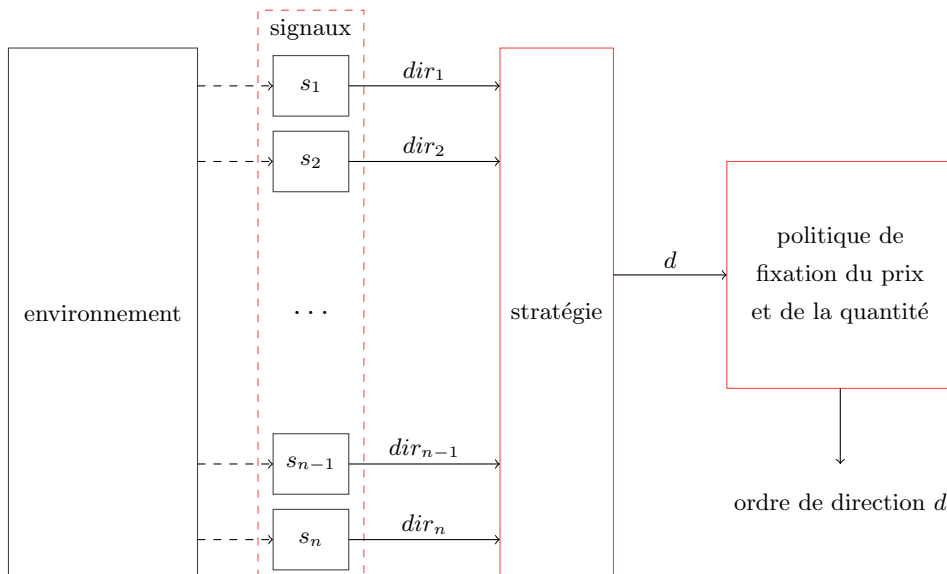 signaux
s₁
dir₁
s₂
dir₂
environnement
...
stratégie
d
politique de
fixation du prix
et de la quantité
sₙ₋₁
dirₙ₋₁
sₙ
dirₙ
ordre de direction d